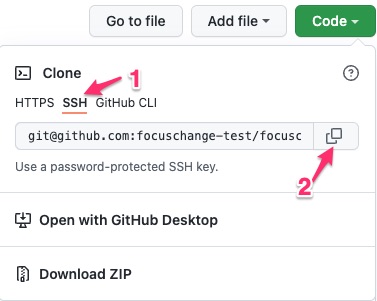 Go to file Add file Code
Clone
1
HTTPS SSH GitHub CLI
git@github.com:focuschange-test/focusc
2
Use a password-protected SSH key.
Open with GitHub Desktop
Download ZIP